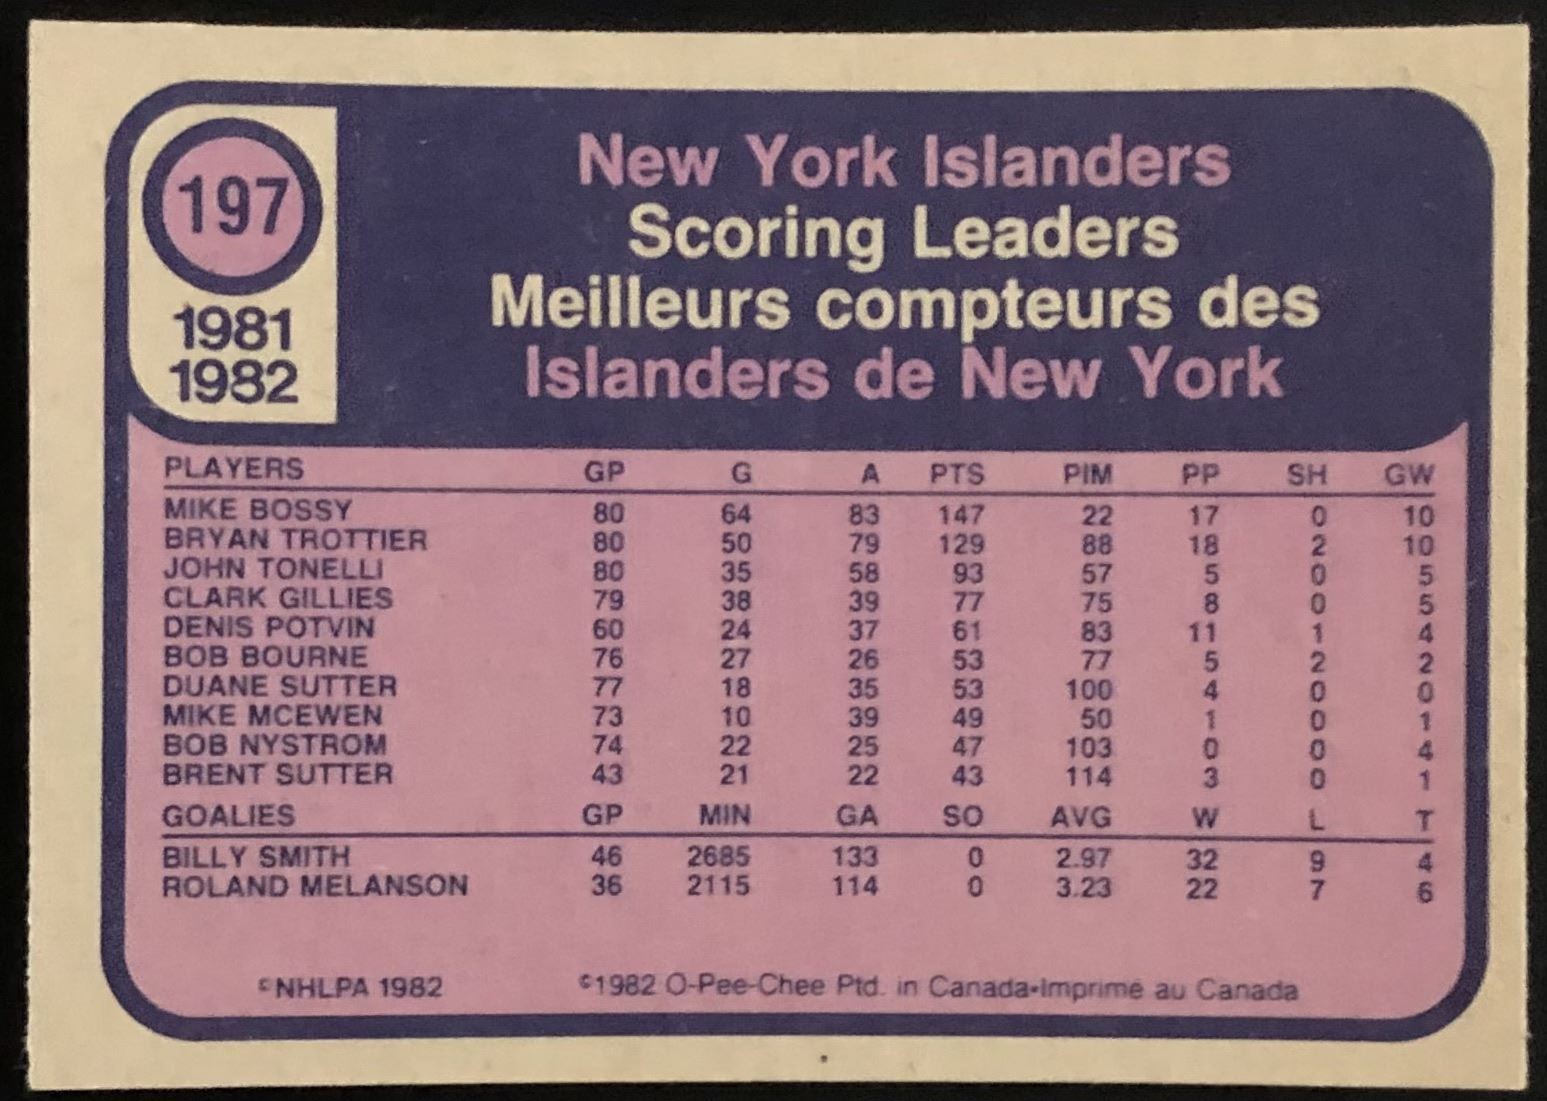 197
1981
1982
New York Islanders
Scoring Leaders
Meilleurs compteurs des
Islanders de New York
PLAYERS GP G A PTS PIM PP SH GW
MIKE BOSSY 80 64 83 147 22 17 0 10
BRYAN TROTTIER 80 50 79 129 88 18 2 10
JOHN TONELLI 80 35 58 93 57 5 0 5
CLARK GILLIES 79 38 39 77 75 8 0 5
DENIS POTVIN 60 24 37 61 83 11 1 4
BOB BOURNE 76 27 26 53 77 5 2 2
DUANE SUTTER 77 18 35 53 100 4 0 0
MIKE MCEWEN 73 10 39 49 50 1 0 1
BOB NYSTROM 74 22 25 47 103 0 0 4
BRENT SUTTER 43 21 22 43 114 3 0 1
GOALIES GP MIN GA SO AVG W L T
BILLY SMITH 46 2685 133 0 2.97 32 9 4
ROLAND MELANSON 36 2115 114 0 3.23 22 7 6
©NHLPA 1982 ©1982 O-Pee-Chee Ptd. in Canada•Imprimé au Canada